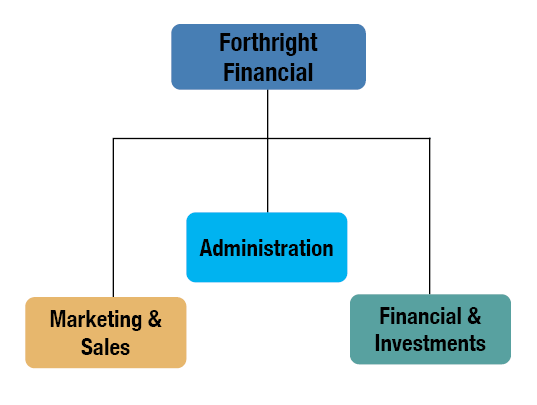 Forthright
Financial
Administration
Marketing &
Sales
Financial &
Investments